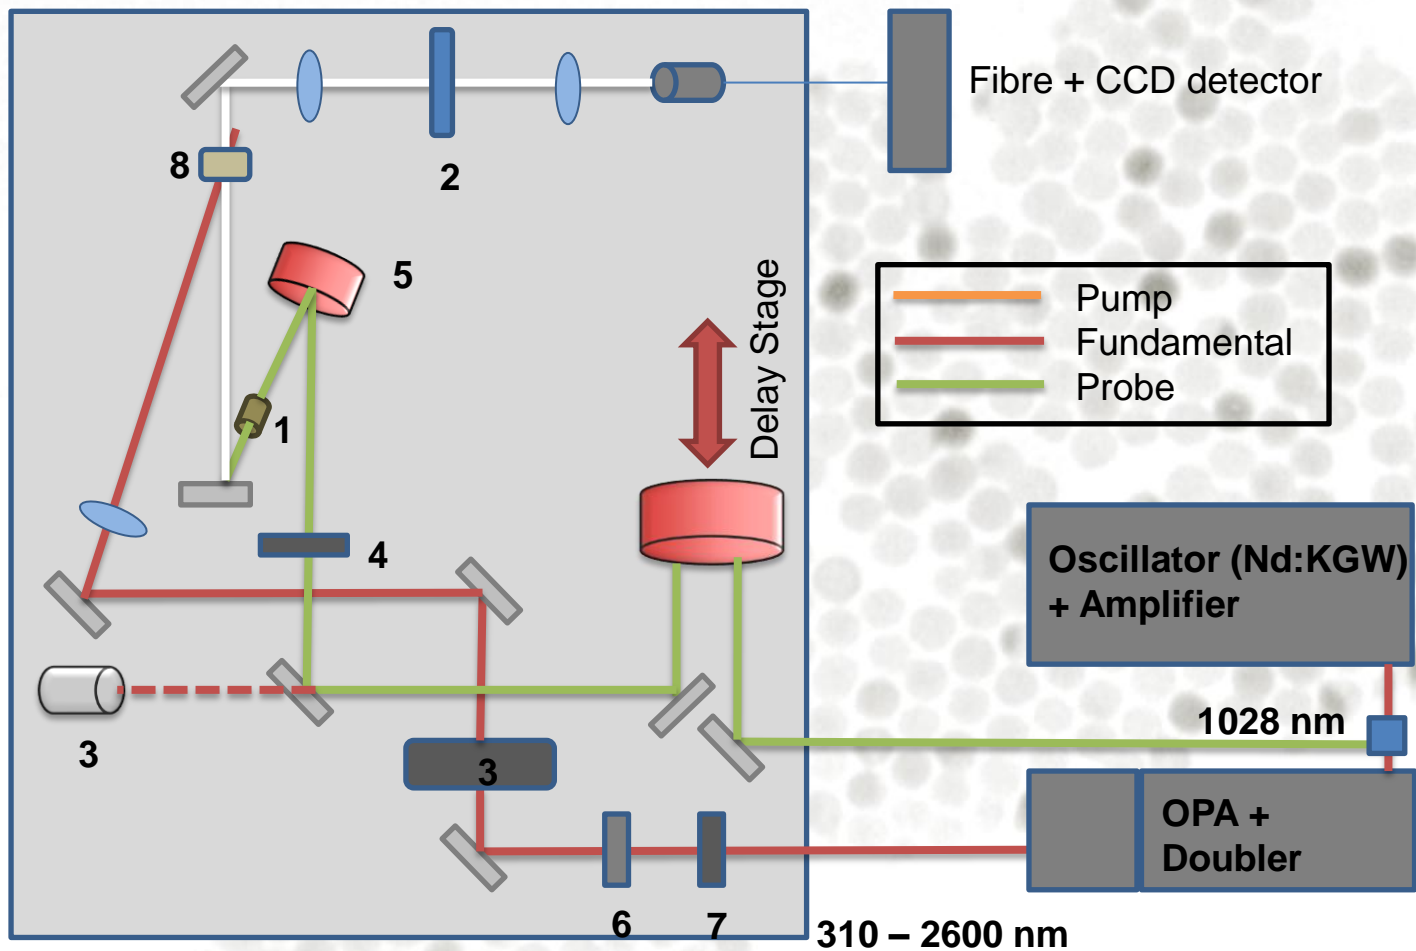 Fibre + CCD detector
8
2
5
Delay Stage
Pump
Fundamental
Probe
1
4
Oscillator (Nd:KGW)
+ Amplifier
3
1028 nm
3
OPA +
Doubler
6
7
310 – 2600 nm